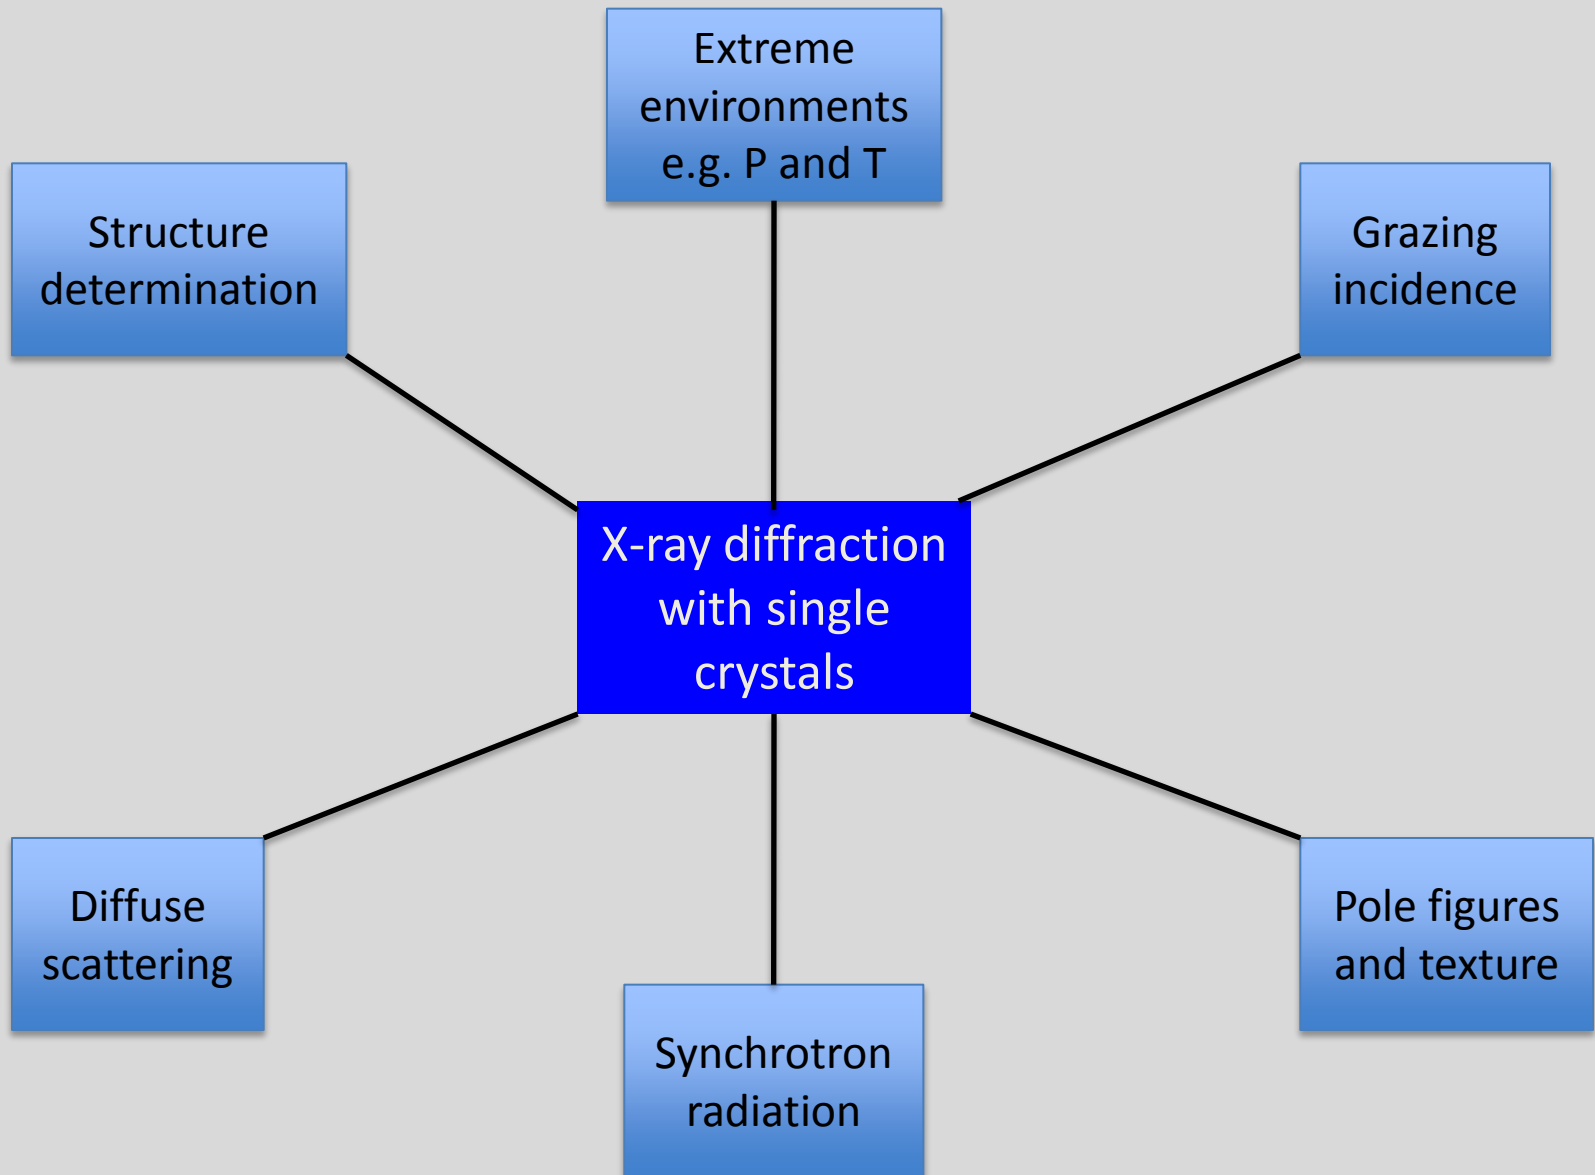 Extreme
environments
e.g. P and T
Structure
determination
Grazing
incidence
X-ray diffraction
with single
crystals
Diffuse
scattering
Pole figures
and texture
Synchrotron
radiation